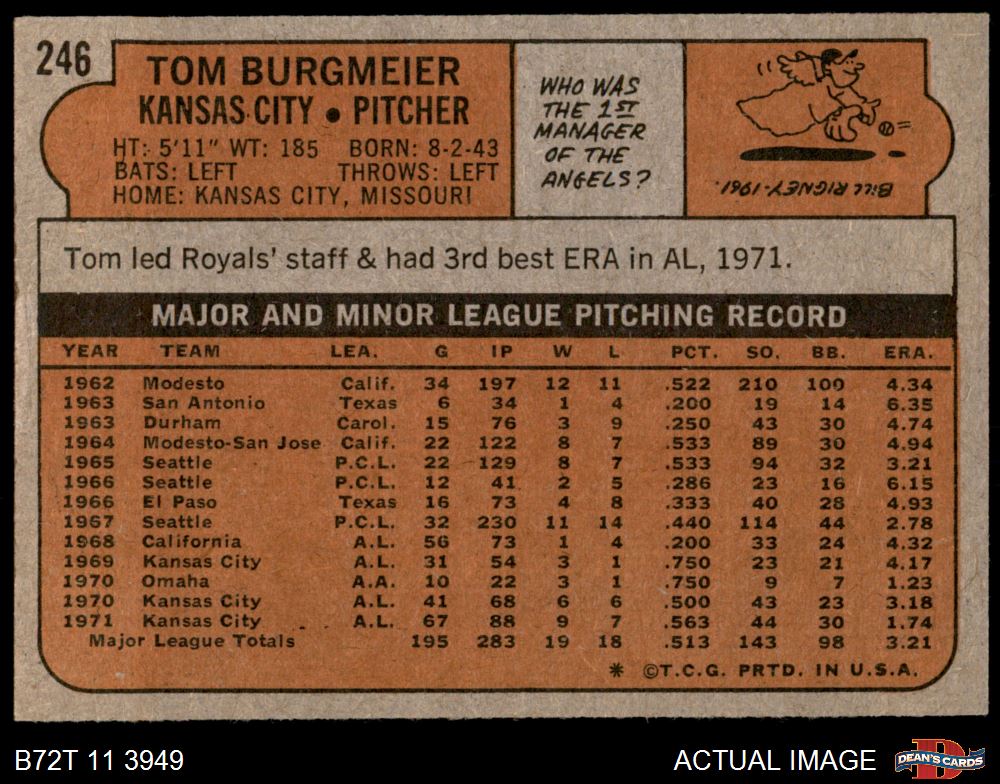 246
TOM BURGMEIER
KANSAS CITY • PITCHER
HT: 5'11" WT: 185 BORN: 8-2-43
BATS: LEFT THROWS: LEFT
HOME: KANSAS CITY, MISSOURI
WHO WAS
THE 1ST
MANAGER
OF THE
ANGELS?
BILL RIGNEY-1961.
Tom led Royals' staff & had 3rd best ERA in AL, 1971.
MAJOR AND MINOR LEAGUE PITCHING RECORD
YEAR TEAM LEA. G IP W L PCT. SO. BB. ERA.
1962 Modesto Calif. 34 197 12 11 .522 210 100 4.34
1963 San Antonio Texas 6 34 1 4 .200 19 14 6.35
1963 Durham Carol. 15 76 3 9 .250 43 30 4.74
1964 Modesto-San Jose Calif. 22 122 8 7 .533 89 30 4.94
1965 Seattle P.C.L. 22 129 8 7 .533 94 32 3.21
1966 Seattle P.C.L. 12 41 2 5 .286 23 16 6.15
1966 El Paso Texas 16 73 4 8 .333 40 28 4.93
1967 Seattle P.C.L. 32 230 11 14 .440 114 44 2.78
1968 California A.L. 56 73 1 4 .200 33 24 4.32
1969 Kansas City A.L. 31 54 3 1 .750 23 21 4.17
1970 Omaha A.A. 10 22 3 1 .750 9 7 1.23
1970 Kansas City A.L. 41 68 6 6 .500 43 23 3.18
1971 Kansas City A.L. 67 88 9 7 .563 44 30 1.74
Major League Totals 195 283 19 18 .513 143 98 3.21
* ©T.C.G. PRTD. IN U.S.A.
B72T 11 3949
ACTUAL IMAGE
DEAN'S CARDS